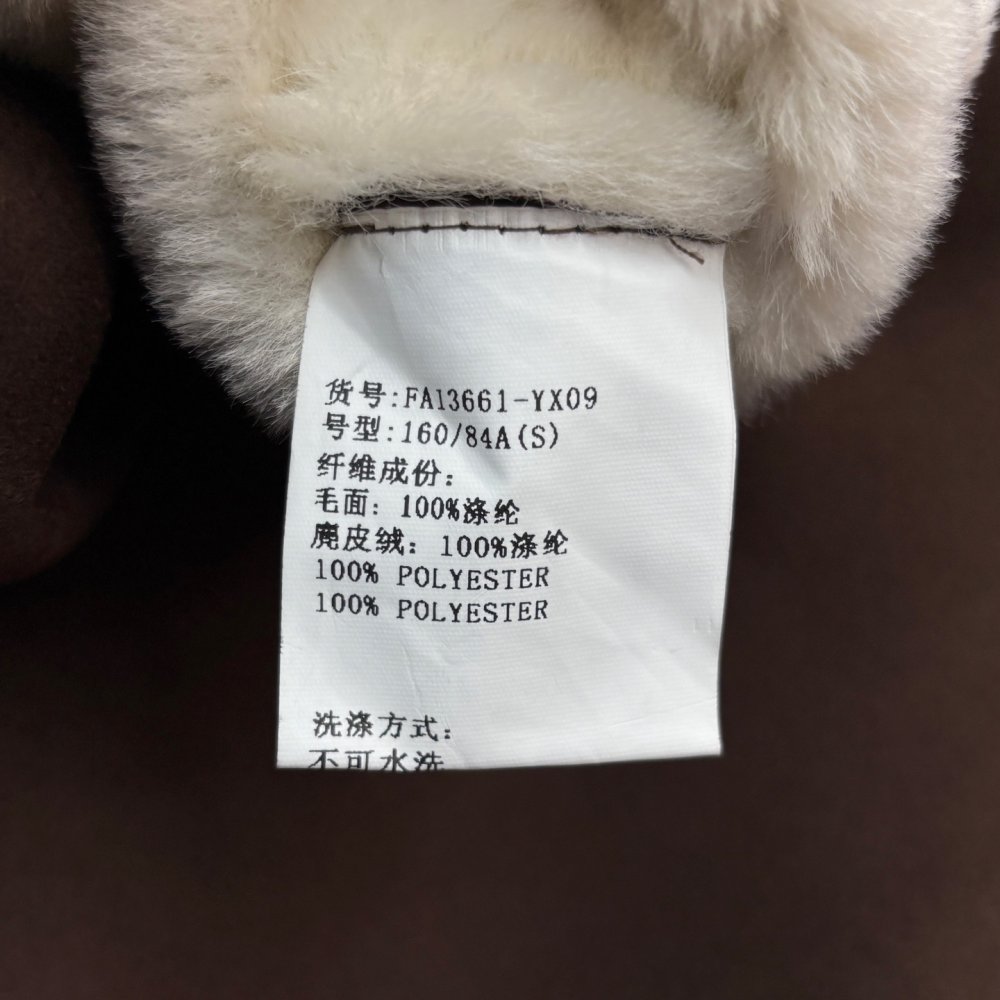 货号:FA13661-YX09
号型:160/84A(S)
纤维成份:
毛面: 100%涤纶
麂皮绒: 100%涤纶
100% POLYESTER
100% POLYESTER
洗涤方式:
不可水洗